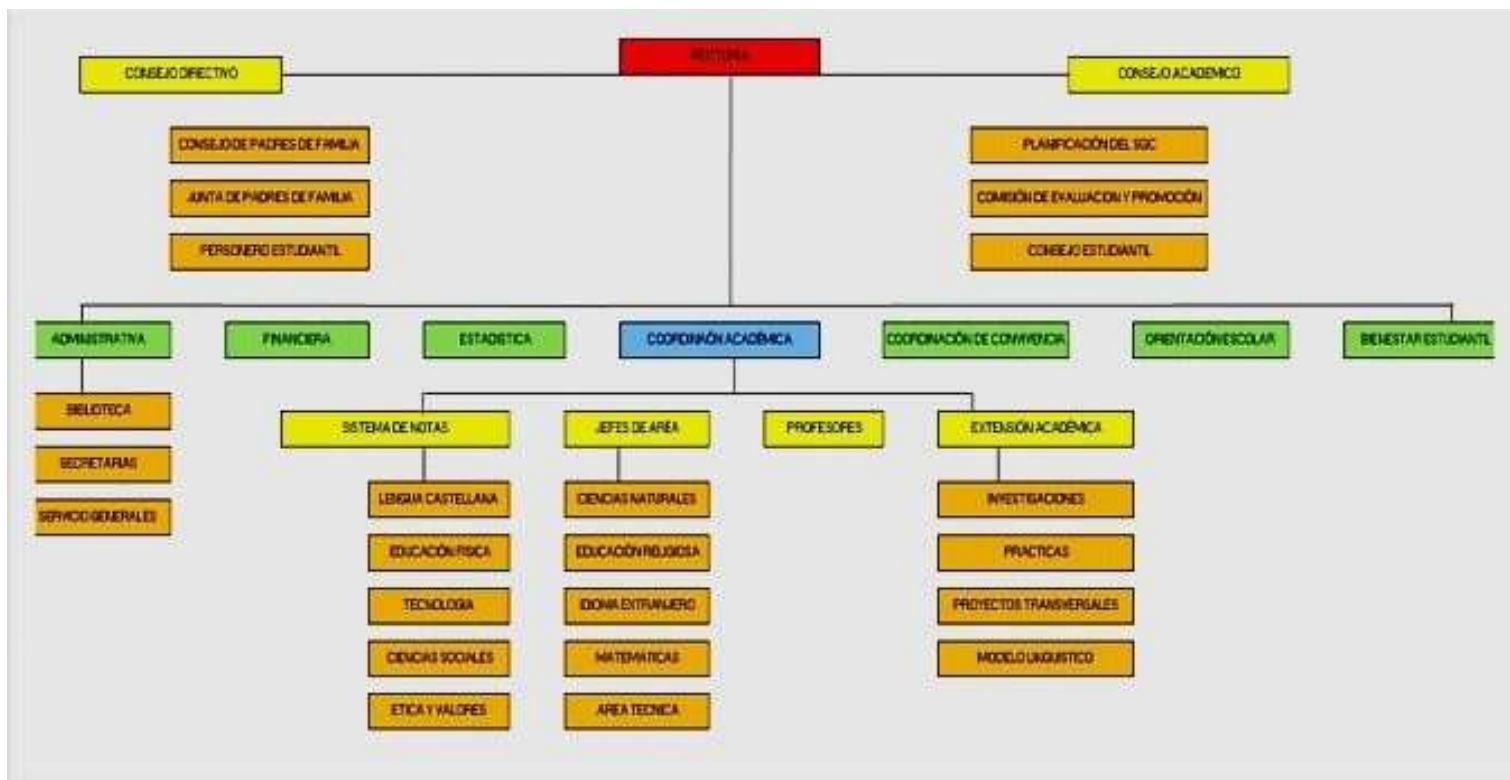 RECTORIA
CONSEJO DIRECTIVO
CONSEJO ACADEMICO
CONSEJO DE PADRES DE FAMILIA
JUNTA DE PADRES DE FAMILIA
PERSONERO ESTUDIANTIL
PLANIFICACIÓN DEL SGC
COMISIÓN DE EVALUACION Y PROMOCIÓN
CONSEJO ESTUDIANTIL
ADMINISTRATIVA
FINANCIERA
ESTADISTICA
COORDINAÓN ACADÉMICA
COORDINACIÓN DE CONVIVENCIA
ORIENTACIÓN ESCOLAR
BIENESTAR ESTUDIANTIL
BIBLIOTECA
SECRETARIAS
SERVICIO GENERALES
SISTEMA DE NOTAS
JEFES DE AREA
PROFESORES
EXTENSIÓN ACADÉMICA
LENGUA CASTELLANA
EDUCACIÓN FISICA
TECNOLOGIA
CIENCIAS SOCIALES
ETICA Y VALORES
CIENCIAS NATURALES
EDUCACIÓN RELIGIOSA
IDIOMA EXTRANJERO
MATEMATICAS
AREA TECNICA
INVESTIGACIONES
PRACTICAS
PROYECTOS TRANSVERSALES
MODELO LINGUISTICO